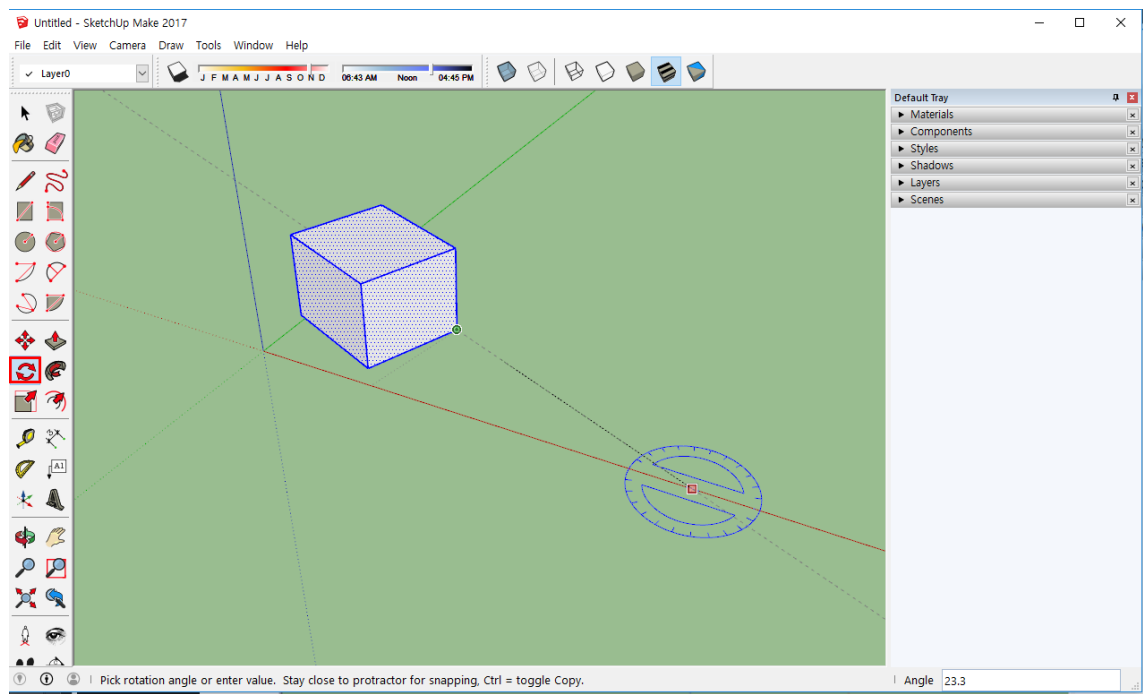 Untitled - SketchUp Make 2017
File Edit View Camera Draw Tools Window Help
Layer0
J F M A M J J A S O N D
06:43 AM Noon 04:45 PM
Default Tray
Materials
Components
Styles
Shadows
Layers
Scenes
A1
Pick rotation angle or enter value. Stay close to protractor for snapping, Ctrl = toggle Copy.
Angle 23.3